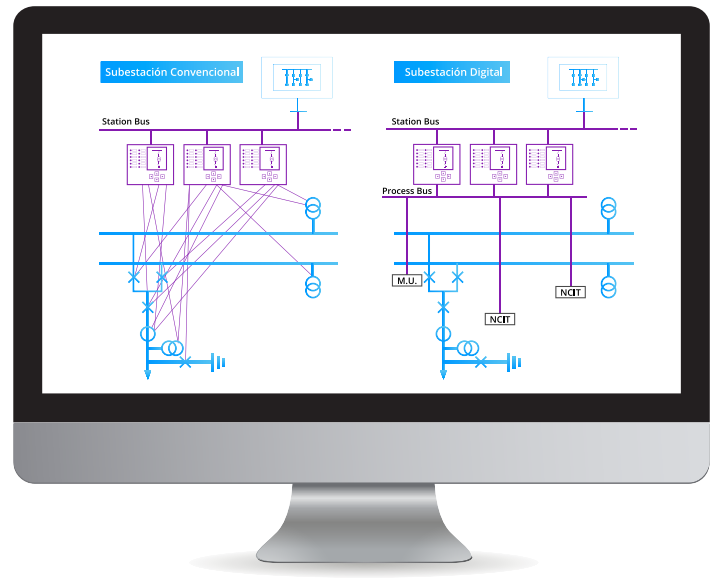 Subestación Convencional
Station Bus
Subestación Digital
Station Bus
Process Bus
M.U.
NCIT
NCIT